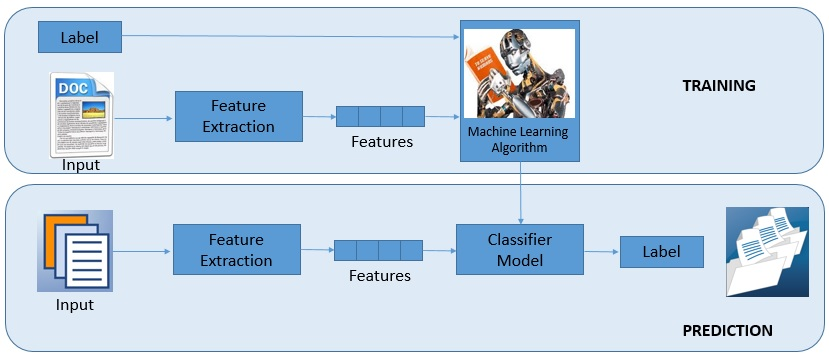 Label
TRAINING
DOC
Feature
Extraction
Features
Input
Machine Learning
Algorithm
Feature
Extraction
Classifier
Model
Label
Features
Input
PREDICTION